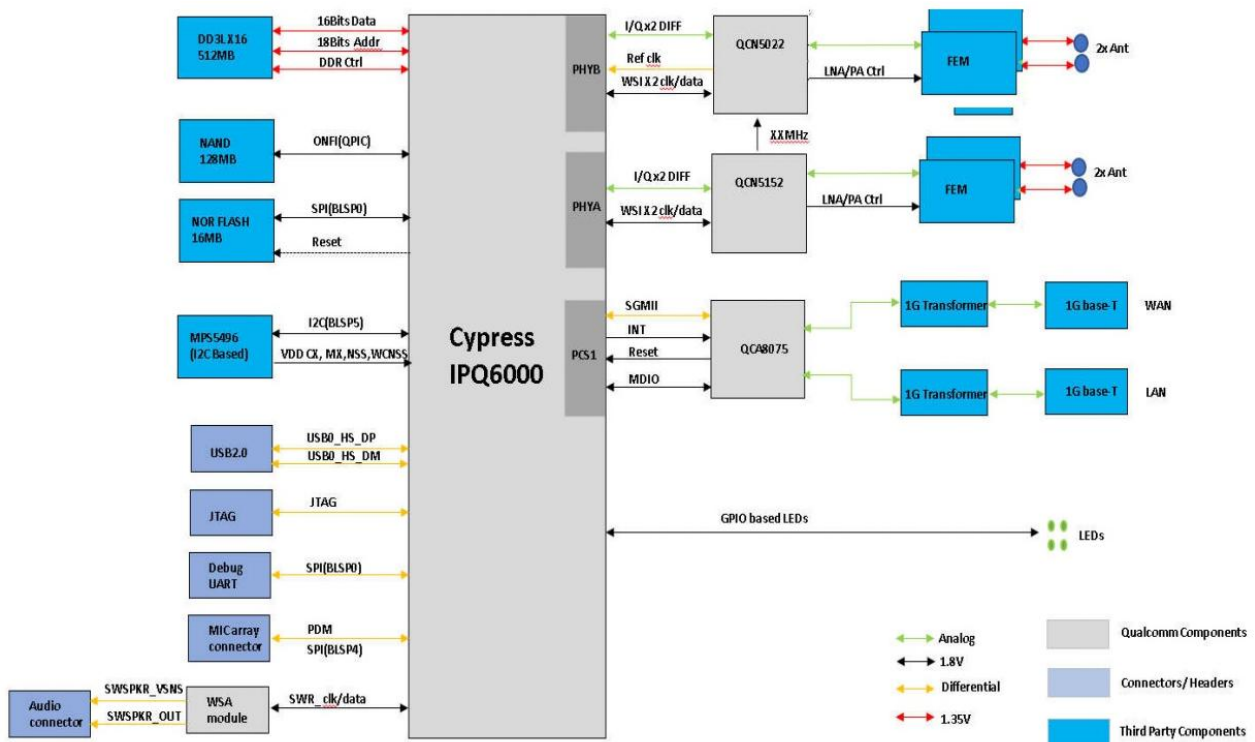 DD3LX16
512MB
16Bits Data
18Bits Addr
DDR Ctrl
NAND
128MB
ONFI(QPIC)
NOR FLASH
16MB
SPI(BLSP0)
Reset
MPS5496
(I2C Based)
I2C(BLSP5)
VDD CX, MX,NSS,WCNSS
USB2.0
USB0_HS_DP
USB0_HS_DM
JTAG
JTAG
Debug
UART
SPI(BLSP0)
MIC array
connector
PDM
SPI(BLSP4)
Audio
connector
SWSPKR_VSNS
SWSPKR_OUT
WSA
module
SWR_clk/data
Cypress
IPQ6000
PHYB
PHYA
PCS1
I/Q x2 DIFF
Ref clk
WSI X 2 clk/data
QCN5022
LNA/PA Ctrl
FEM
2x Ant
XXMHz
I/Q x2 DIFF
WSI X 2 clk/data
QCN5152
LNA/PA Ctrl
FEM
2x Ant
SGMII
INT
Reset
MDIO
QCA8075
1G Transformer
1G base-T
WAN
1G Transformer
1G base-T
LAN
GPIO based LEDs
LEDs
Analog
1.8V
Differential
1.35V
Qualcomm Components
Connectors/ Headers
Third Party Components